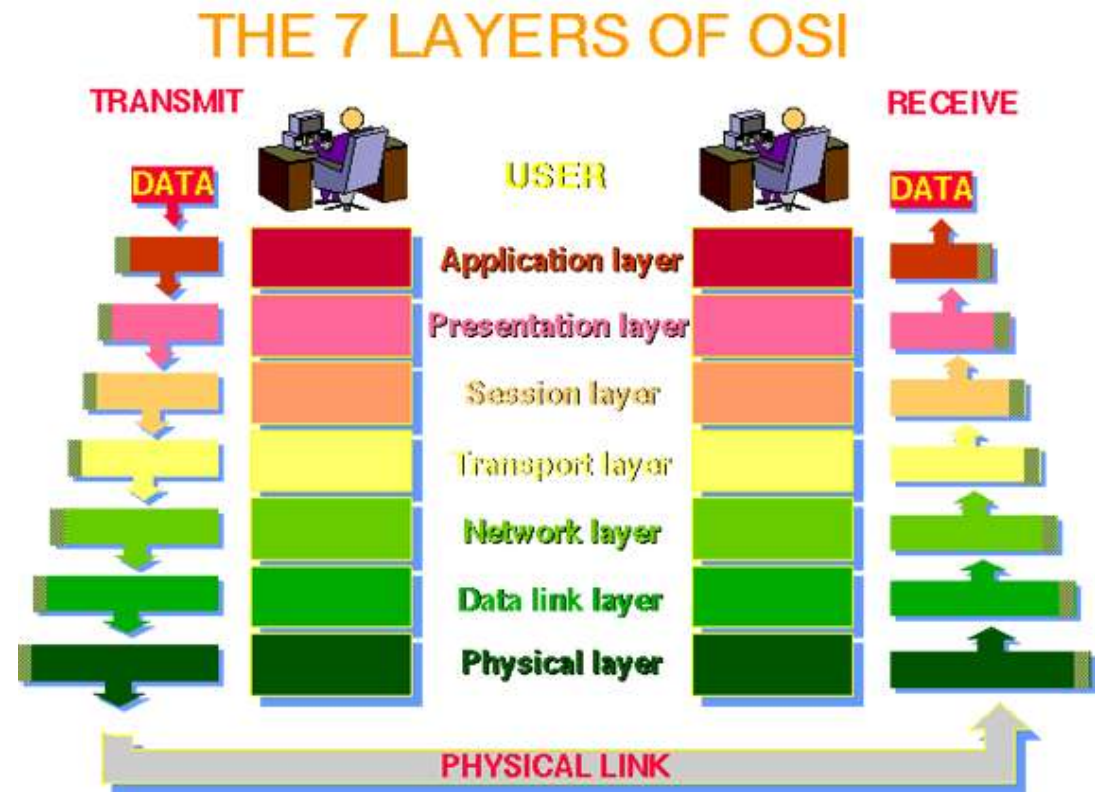 THE 7 LAYERS OF OSI
TRANSMIT
RECEIVE
DATA
USER
DATA
Application layer
Presentation layer
Session layer
Transport layer
Network layer
Data link layer
Physical layer
PHYSICAL LINK